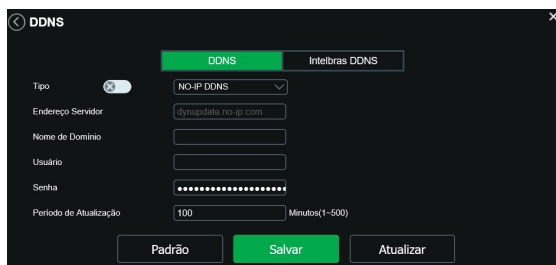 DDNS
DDNS Intelbras DDNS
Tipo NO-IP DDNS
Endereço Servidor dynupdate.no-ip.com
Nome de Domínio
Usuário
Senha ●●●●●●●●●●●●●●●●●●●●
Período de Atualização 100 Minutos(1~500)
Padrão Salvar Atualizar